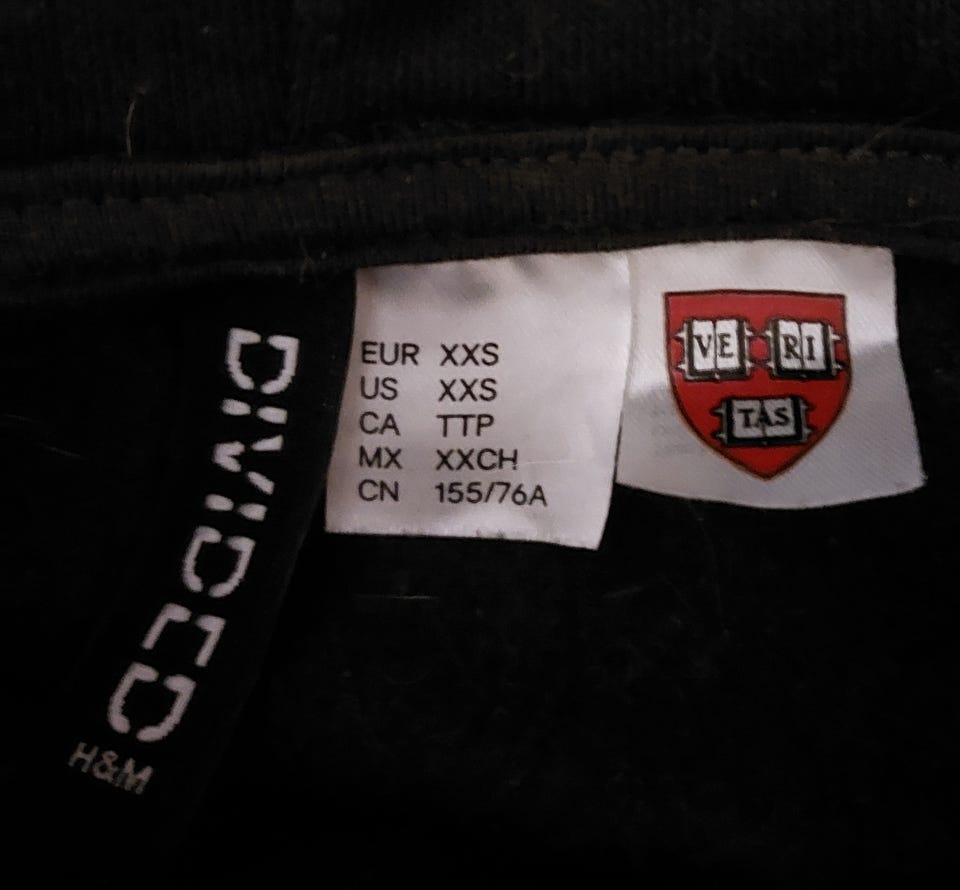 DIVIDED
H&M
EUR XXS
US XXS
CA TTP
MX XXCH
CN 155/76A
VE RI
TAS